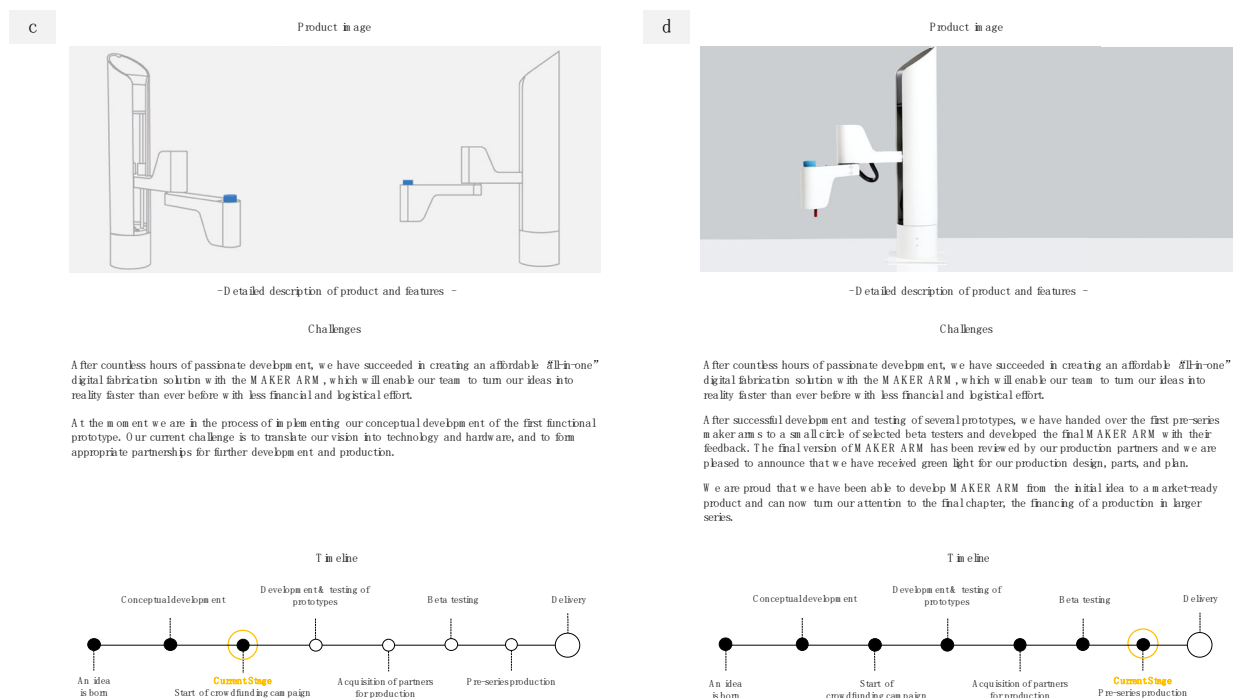 c
Product image
-Detailed description of product and features -
Challenges
After countless hours of passionate development, we have succeeded in creating an affordable “all-in-one”
digital fabrication solution with the MAKER ARM, which will enable our team to turn our ideas into
reality faster than ever before with less financial and logistical effort.
At the moment we are in the process of implementing our conceptual development of the first functional
prototype. Our current challenge is to translate our vision into technology and hardware, and to form
appropriate partnerships for further development and production.
Timeline
Conceptual development
Development & testing of
prototypes
Beta testing
Delivery
An idea
is born
Current Stage
Start of crowdfunding campaign
Acquisition of partners
for production
Pre-series production
d
Product image
-Detailed description of product and features -
Challenges
After countless hours of passionate development, we have succeeded in creating an affordable “all-in-one”
digital fabrication solution with the MAKER ARM, which will enable our team to turn our ideas into
reality faster than ever before with less financial and logistical effort.
After successful development and testing of several prototypes, we have handed over the first pre-series
maker arms to a small circle of selected beta testers and developed the final MAKER ARM with their
feedback. The final version of MAKER ARM has been reviewed by our production partners and we are
pleased to announce that we have received green light for our production design, parts, and plan.
We are proud that we have been able to develop MAKER ARM from the initial idea to a market-ready
product and can now turn our attention to the final chapter, the financing of a production in larger
series.
Timeline
Conceptual development
Development & testing of
prototypes
Beta testing
Delivery
An idea
is born
Start of
crowdfunding campaign
Acquisition of partners
for production
Current Stage
Pre-series production